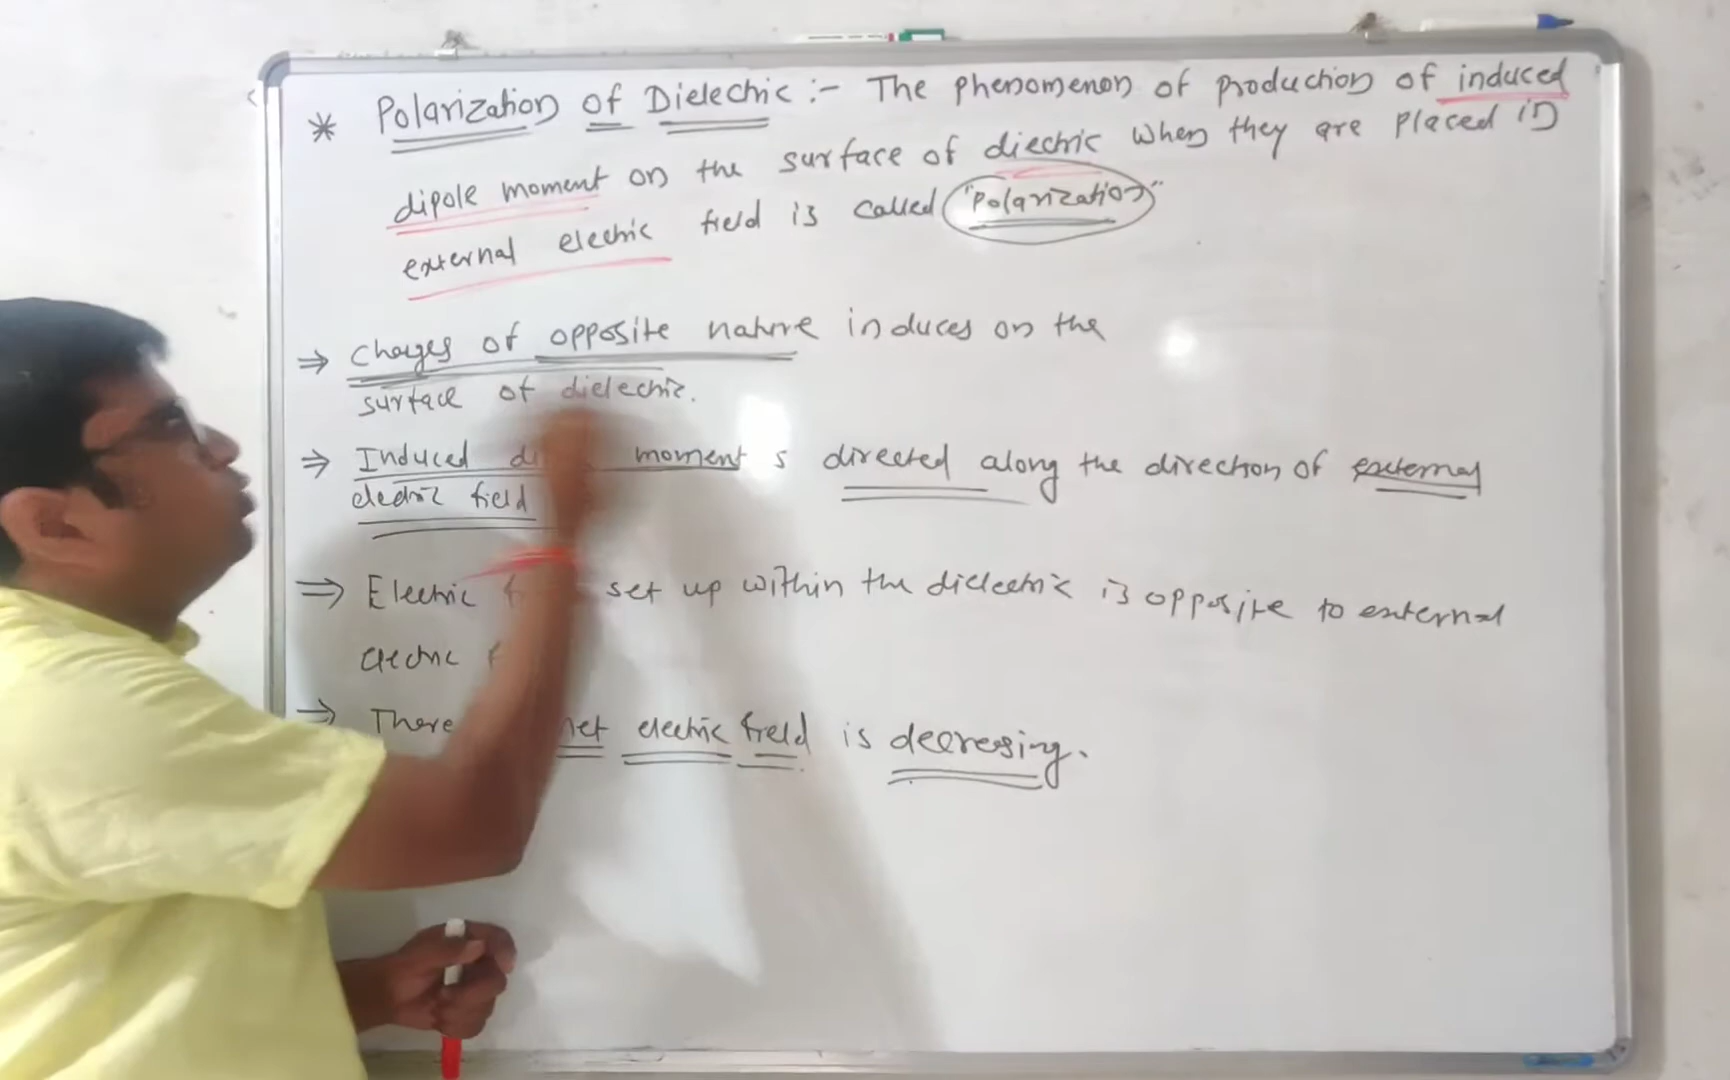 * Polarization of Dielectric :- The phenomenon of production of induced
dipole moment on the surface of diectric when they are placed in
external electric field is called "Polarization"
⇒ Charges of opposite nature induces on the
surface of dielectric.
⇒ Induced di moment s directed along the direction of external
electric field
⇒ Electric f set up within the dielectric is opposite to external
electric f
⇒ There net electric field is decresing.